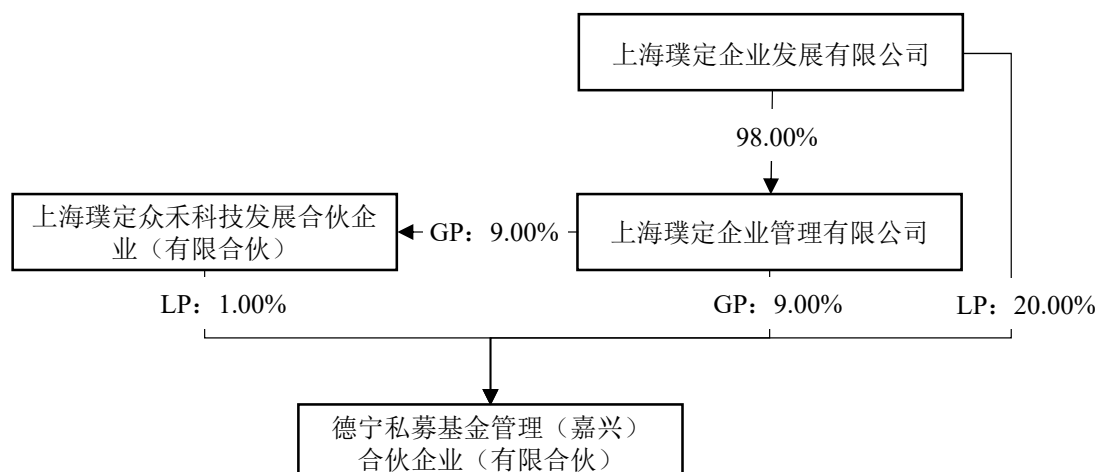 上海璞定企业发展有限公司
98.00%
上海璞定众禾科技发展合伙企
业（有限合伙）
GP：9.00%
上海璞定企业管理有限公司
LP：1.00%
GP：9.00%
LP：20.00%
德宁私募基金管理（嘉兴）
合伙企业（有限合伙）